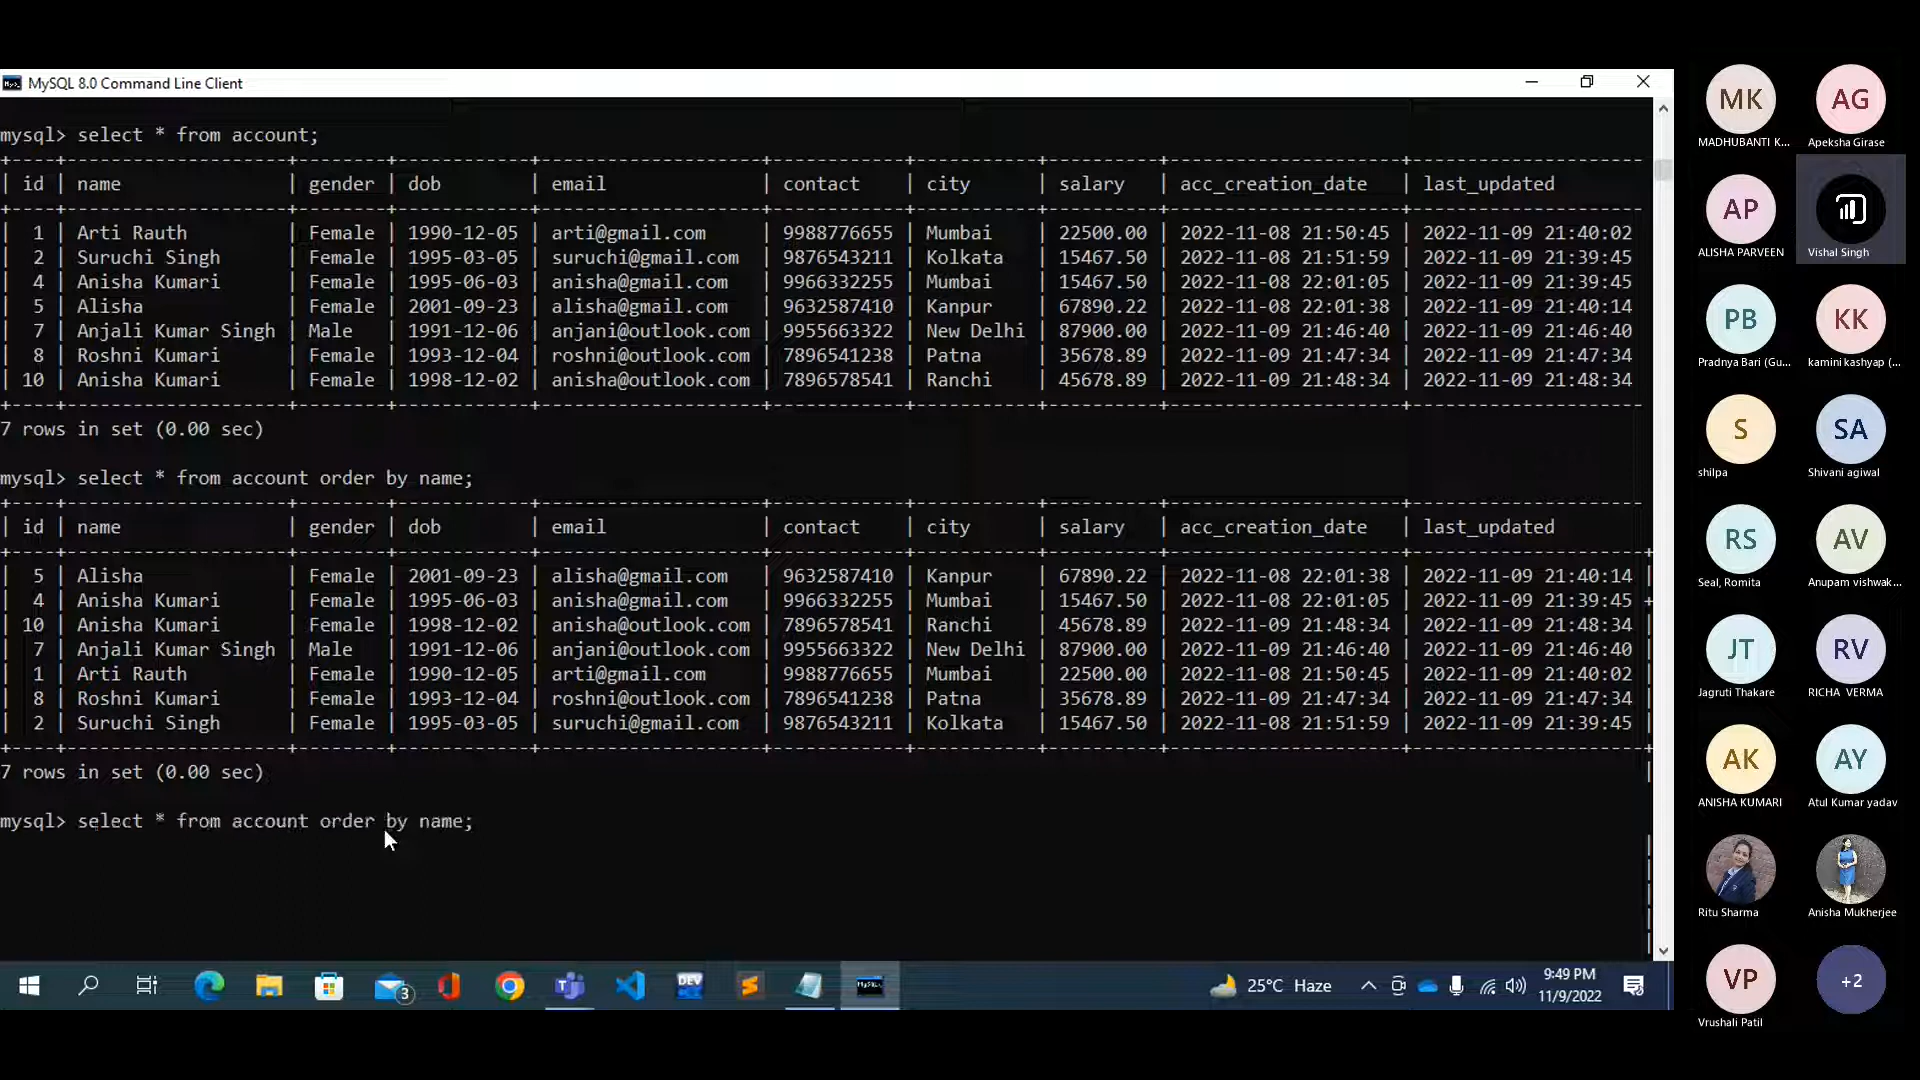 MySQL 8.0 Command Line Client
mysql> select * from account;
+----+--------------------+--------+------------+--------------------+------------+-----------+----------+---------------------+---------------------
| id | name | gender | dob | email | contact | city | salary | acc_creation_date | last_updated
| 1 | Arti Rauth | Female | 1990-12-05 | arti@gmail.com | 9988776655 | Mumbai | 22500.00 | 2022-11-08 21:50:45 | 2022-11-09 21:40:02
| 2 | Suruchi Singh | Female | 1995-03-05 | suruchi@gmail.com | 9876543211 | Kolkata | 15467.50 | 2022-11-08 21:51:59 | 2022-11-09 21:39:45
| 4 | Anisha Kumari | Female | 1995-06-03 | anisha@gmail.com | 9966332255 | Mumbai | 15467.50 | 2022-11-08 22:01:05 | 2022-11-09 21:39:45
| 5 | Alisha | Female | 2001-09-23 | alisha@gmail.com | 9632587410 | Kanpur | 67890.22 | 2022-11-08 22:01:38 | 2022-11-09 21:40:14
| 7 | Anjali Kumar Singh | Male | 1991-12-06 | anjani@outlook.com | 9955663322 | New Delhi | 87900.00 | 2022-11-09 21:46:40 | 2022-11-09 21:46:40
| 8 | Roshni Kumari | Female | 1993-12-04 | roshni@outlook.com | 7896541238 | Patna | 35678.89 | 2022-11-09 21:47:34 | 2022-11-09 21:47:34
| 10 | Anisha Kumari | Female | 1998-12-02 | anisha@outlook.com | 7896578541 | Ranchi | 45678.89 | 2022-11-09 21:48:34 | 2022-11-09 21:48:34
7 rows in set (0.00 sec)
mysql> select * from account order by name;
| id | name | gender | dob | email | contact | city | salary | acc_creation_date | last_updated
| 5 | Alisha | Female | 2001-09-23 | alisha@gmail.com | 9632587410 | Kanpur | 67890.22 | 2022-11-08 22:01:38 | 2022-11-09 21:40:14 |
| 4 | Anisha Kumari | Female | 1995-06-03 | anisha@gmail.com | 9966332255 | Mumbai | 15467.50 | 2022-11-08 22:01:05 | 2022-11-09 21:39:45
| 10 | Anisha Kumari | Female | 1998-12-02 | anisha@outlook.com | 7896578541 | Ranchi | 45678.89 | 2022-11-09 21:48:34 | 2022-11-09 21:48:34 |
| 7 | Anjali Kumar Singh | Male | 1991-12-06 | anjani@outlook.com | 9955663322 | New Delhi | 87900.00 | 2022-11-09 21:46:40 | 2022-11-09 21:46:40 |
| 1 | Arti Rauth | Female | 1990-12-05 | arti@gmail.com | 9988776655 | Mumbai | 22500.00 | 2022-11-08 21:50:45 | 2022-11-09 21:40:02 |
| 8 | Roshni Kumari | Female | 1993-12-04 | roshni@outlook.com | 7896541238 | Patna | 35678.89 | 2022-11-09 21:47:34 | 2022-11-09 21:47:34 |
| 2 | Suruchi Singh | Female | 1995-03-05 | suruchi@gmail.com | 9876543211 | Kolkata | 15467.50 | 2022-11-08 21:51:59 | 2022-11-09 21:39:45 |
7 rows in set (0.00 sec)
mysql> select * from account order by name;
3
DEV
MySQL
25°C Haze
9:49 PM
11/9/2022
MK AG
MADHUBANTI K... Apeksha Girase
AP
ALISHA PARVEEN Vishal Singh
PB KK
Pradnya Bari (Gu... kamini kashyap (...
S SA
shilpa Shivani agiwal
RS AV
Seal, Romita Anupam vishwak...
JT RV
Jagruti Thakare RICHA VERMA
AK AY
ANISHA KUMARI Atul Kumar yadav
Ritu Sharma Anisha Mukherjee
VP +2
Vrushali Patil